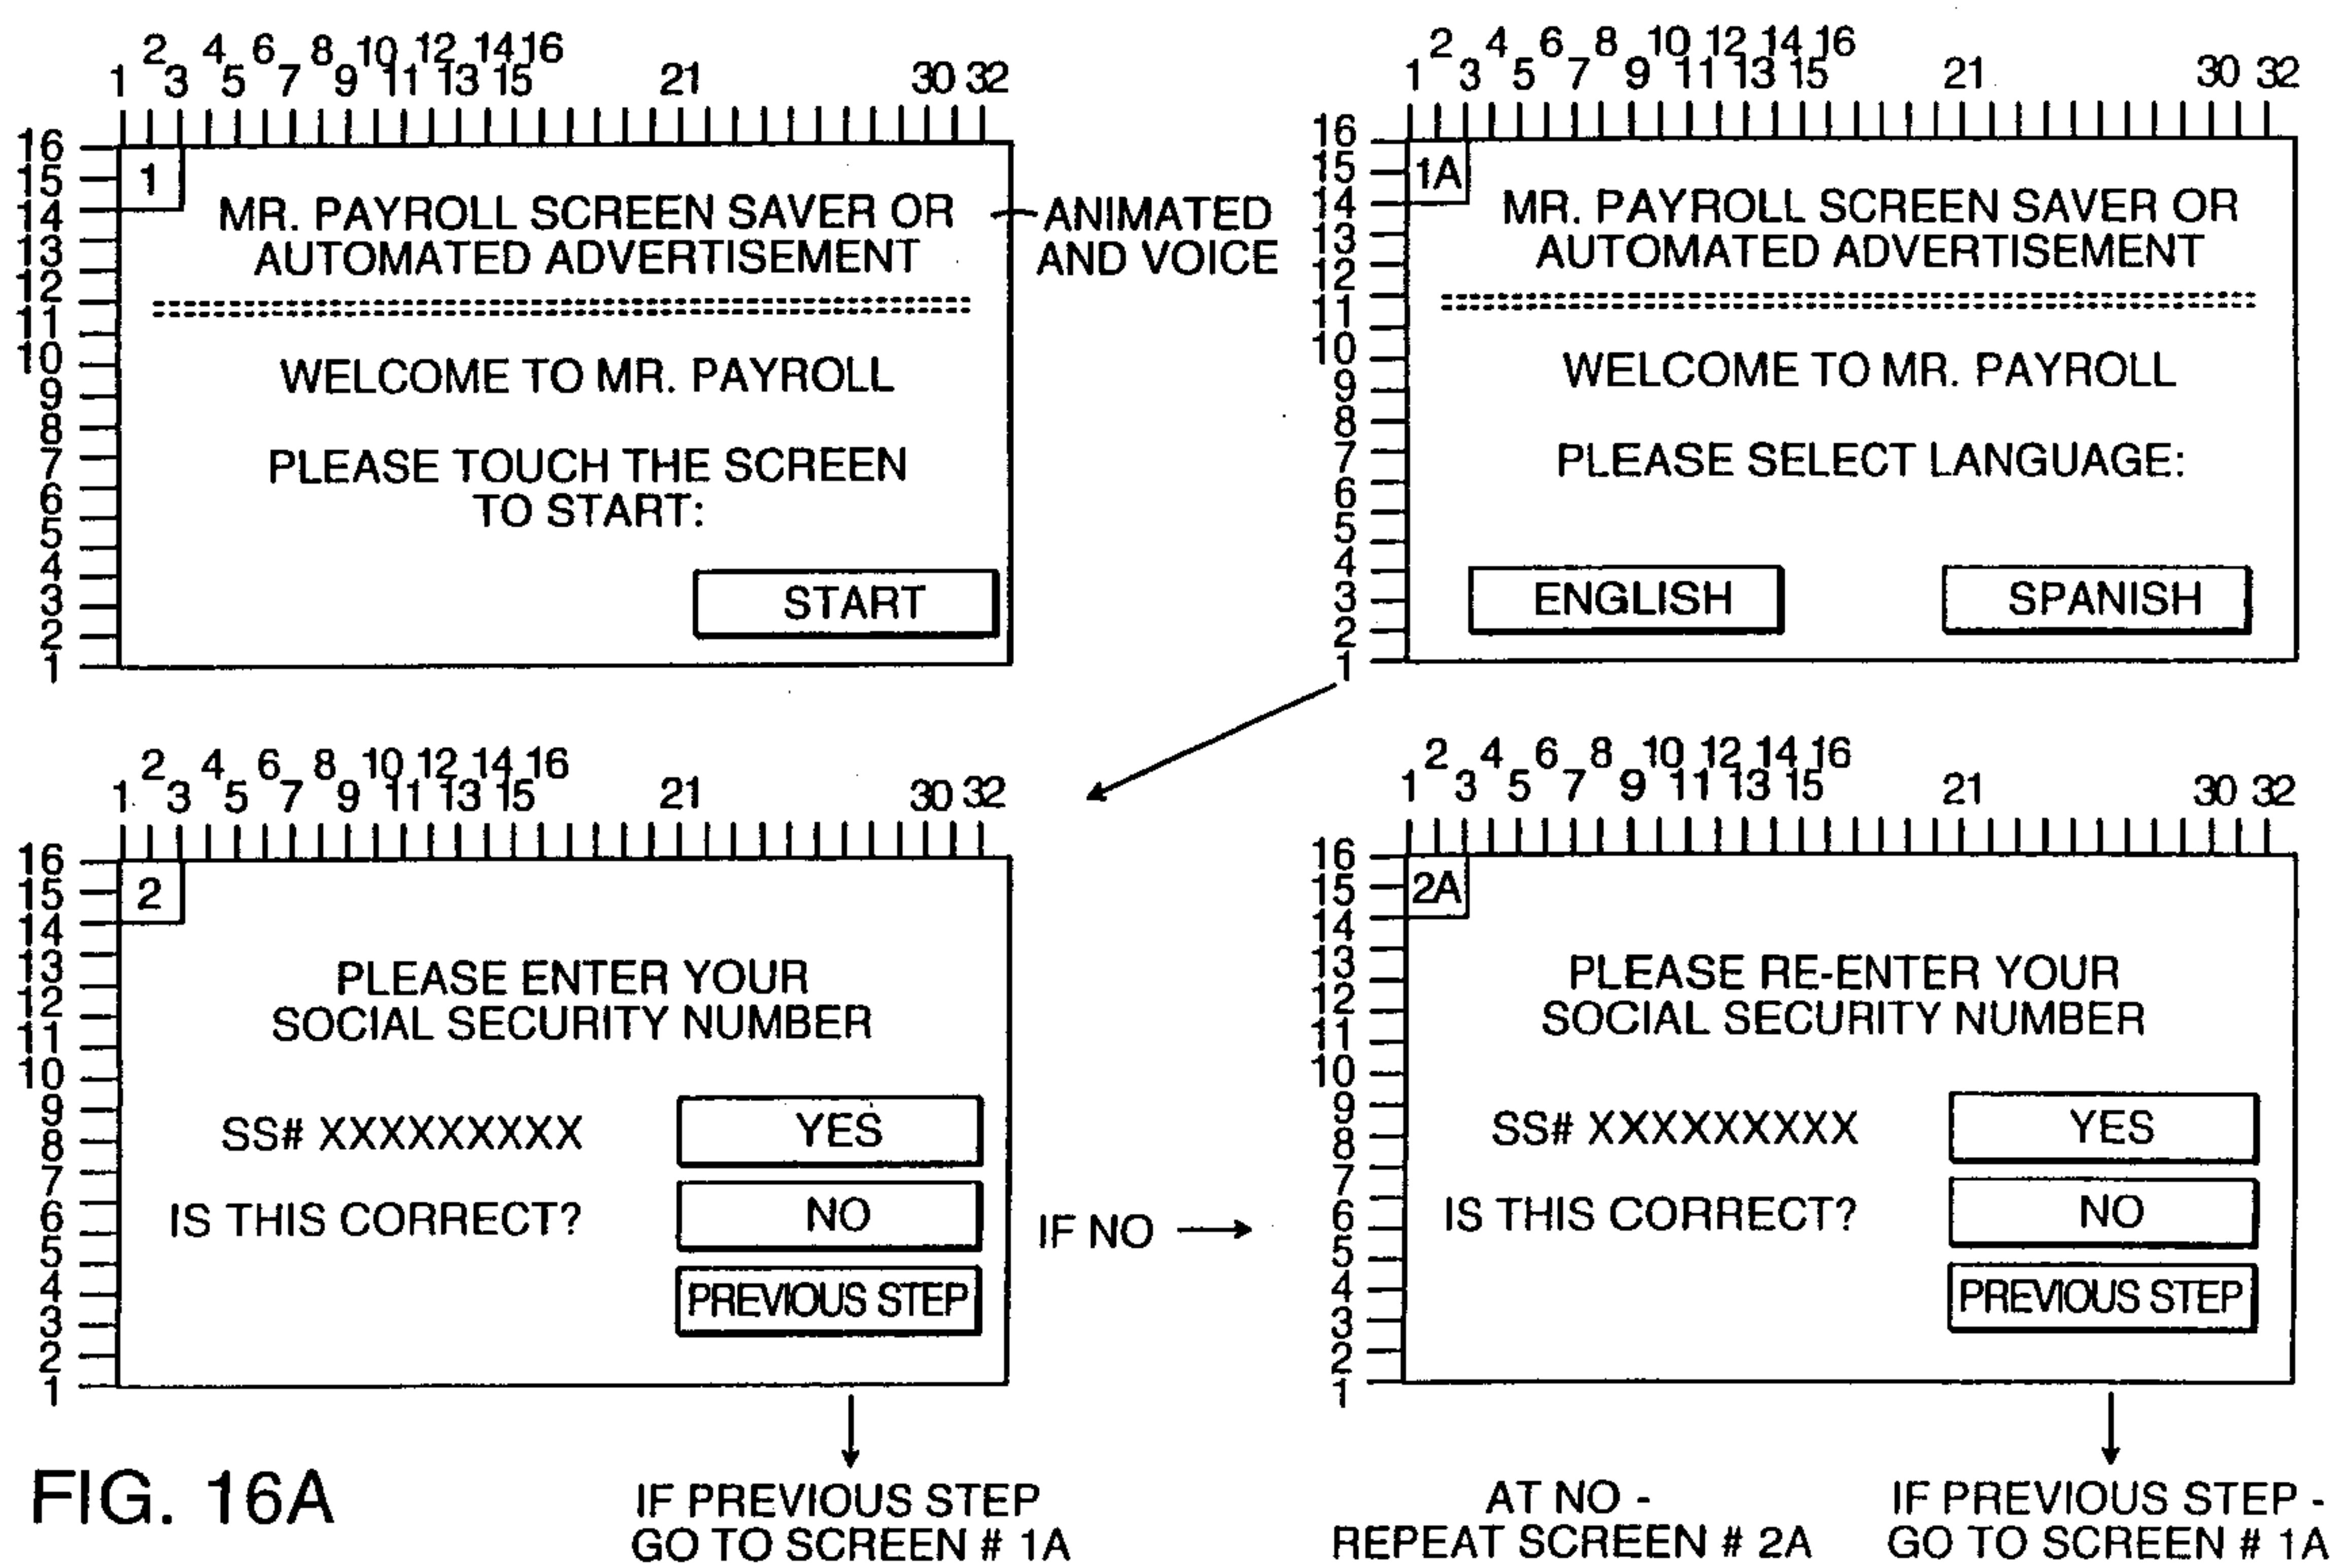 2 4 6 8 10 12 14 16
1 3 5 7 9 11 13 15 21 30 32
16
15
14
13
12
11
10
9
8
7
6
5
4
3
2
1
1
MR. PAYROLL SCREEN SAVER OR
AUTOMATED ADVERTISEMENT
==================================================
WELCOME TO MR. PAYROLL
PLEASE TOUCH THE SCREEN
TO START:
START
ANIMATED
AND VOICE
2 4 6 8 10 12 14 16
1 3 5 7 9 11 13 15 21 30 32
16
15
14
13
12
11
10
9
8
7
6
5
4
3
2
1
1A
MR. PAYROLL SCREEN SAVER OR
AUTOMATED ADVERTISEMENT
==================================================
WELCOME TO MR. PAYROLL
PLEASE SELECT LANGUAGE:
ENGLISH SPANISH
2 4 6 8 10 12 14 16
1 3 5 7 9 11 13 15 21 30 32
16
15
14
13
12
11
10
9
8
7
6
5
4
3
2
1
2
PLEASE ENTER YOUR
SOCIAL SECURITY NUMBER
SS# XXXXXXXXX YES
IS THIS CORRECT? NO
PREVIOUS STEP
IF NO
IF PREVIOUS STEP
GO TO SCREEN # 1A
2 4 6 8 10 12 14 16
1 3 5 7 9 11 13 15 21 30 32
16
15
14
13
12
11
10
9
8
7
6
5
4
3
2
1
2A
PLEASE RE-ENTER YOUR
SOCIAL SECURITY NUMBER
SS# XXXXXXXXX YES
IS THIS CORRECT? NO
PREVIOUS STEP
AT NO -
REPEAT SCREEN # 2A
IF PREVIOUS STEP -
GO TO SCREEN # 1A
FIG. 16A